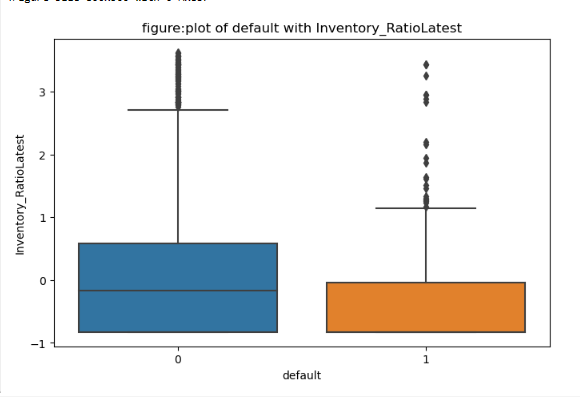 figure:plot of default with Inventory_RatioLatest
Inventory_RatioLatest
3
2
1
0
−1
0
1
default